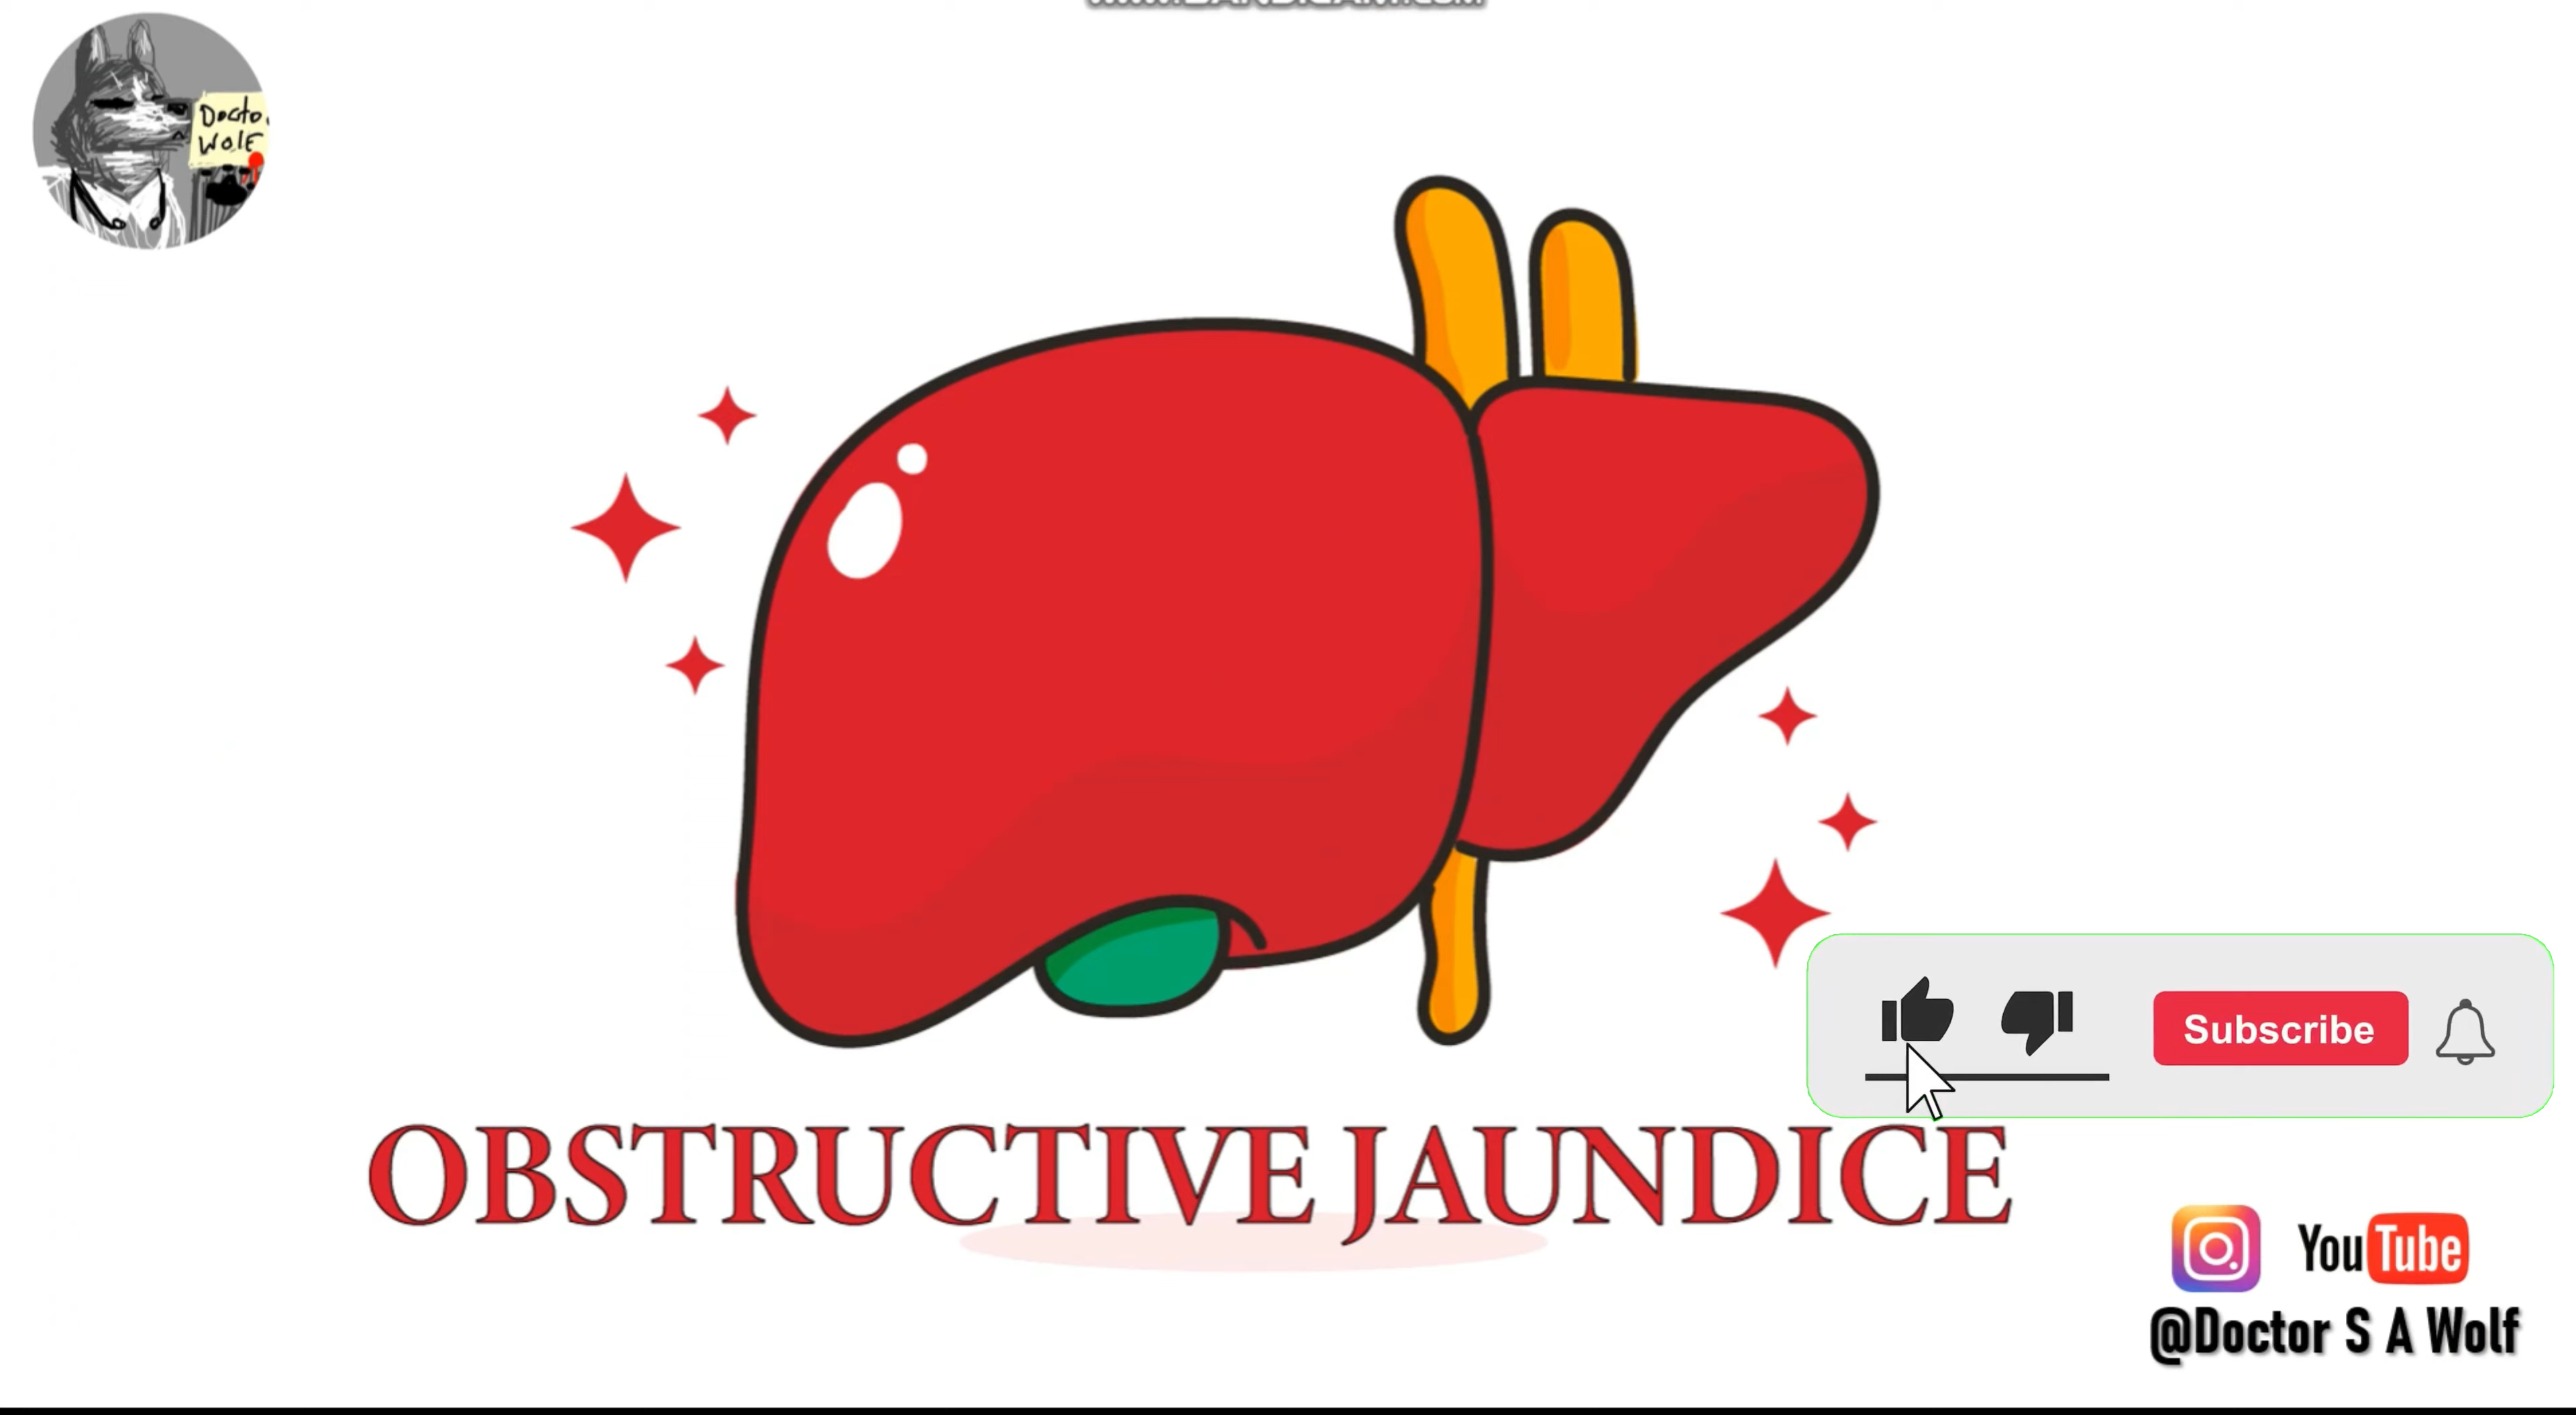 Docto
Wolf
OBSTRUCTIVE JAUNDICE
Subscribe
YouTube
@Doctor S A Wolf